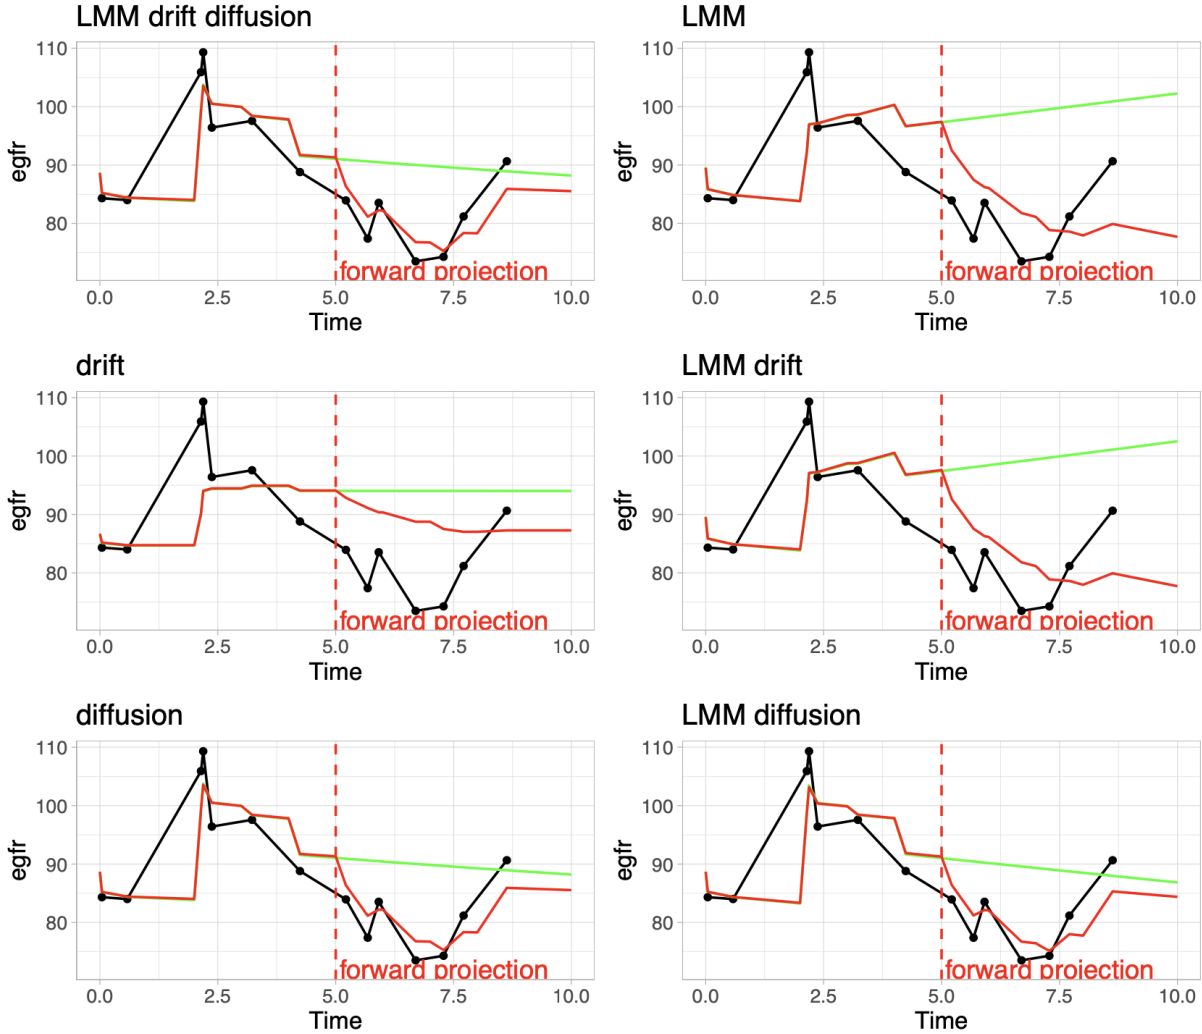 LMM drift diffusion
110
100
90
80
egfr
forward projection
0.0 2.5 5.0 7.5 10.0
Time
LMM
110
100
90
80
egfr
forward projection
0.0 2.5 5.0 7.5 10.0
Time
drift
110
100
90
80
egfr
forward projection
0.0 2.5 5.0 7.5 10.0
Time
LMM drift
110
100
90
80
egfr
forward projection
0.0 2.5 5.0 7.5 10.0
Time
diffusion
110
100
90
80
egfr
forward projection
0.0 2.5 5.0 7.5 10.0
Time
LMM diffusion
110
100
90
80
egfr
forward projection
0.0 2.5 5.0 7.5 10.0
Time